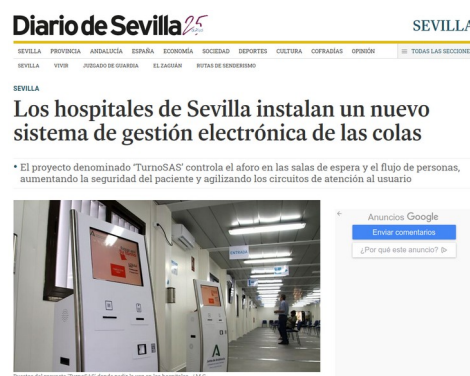 Diario de Sevilla 25
SEVILLA
SEVILLA PROVINCIA ANDALUCÍA ESPAÑA ECONOMÍA SOCIEDAD DEPORTES CULTURA COFRADÍAS OPINIÓN ≡ TODAS LAS SECCIONE
SEVILLA VIVIR JUZGADO DE GUARDIA EL ZAGUÁN RUTAS DE SENDERISMO
SEVILLA
Los hospitales de Sevilla instalan un nuevo
sistema de gestión electrónica de las colas
• El proyecto denominado 'TurnoSAS' controla el aforo en las salas de espera y el flujo de personas,
aumentando la seguridad del paciente y agilizando los circuitos de atención al usuario
Anuncios Google
Enviar comentarios
¿Por qué este anuncio?